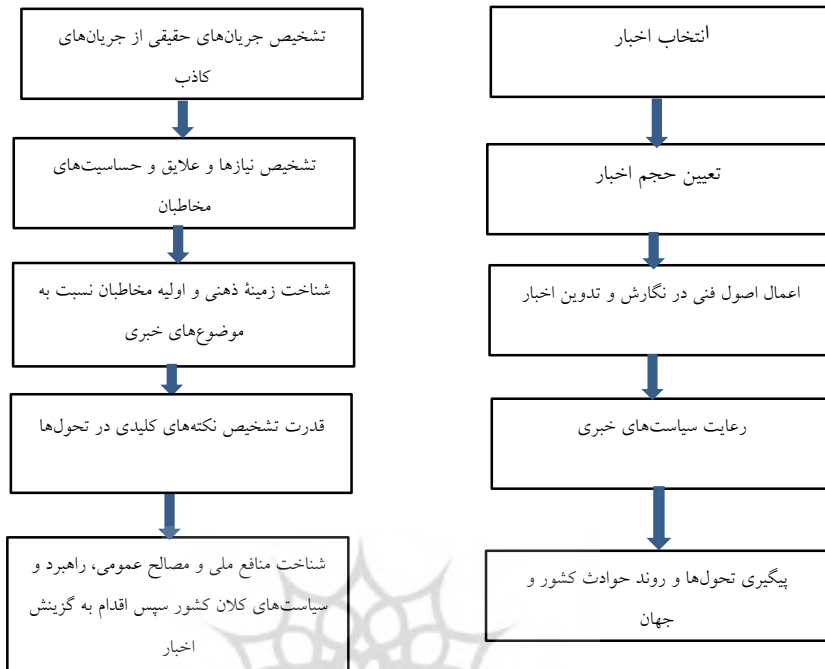 انتخاب اخبار
تعیین حجم اخبار
اعمال اصول فنی در نگارش و تدوین اخبار
رعایت سیاست‌های خبری
پیگیری تحول‌ها و روند حوادث کشور و
جهان
تشخیص جریان‌های حقیقی از جریان‌های
کاذب
تشخیص نیازها و علایق و حساسیت‌های
مخاطبان
شناخت زمینهٔ ذهنی و اولیه مخاطبان نسبت به
موضوع‌های خبری
قدرت تشخیص نکته‌های کلیدی در تحول‌ها
شناخت منافع ملی و مصالح عمومی، راهبرد و
سیاست‌های کلان کشور سپس اقدام به گزینش
اخبار